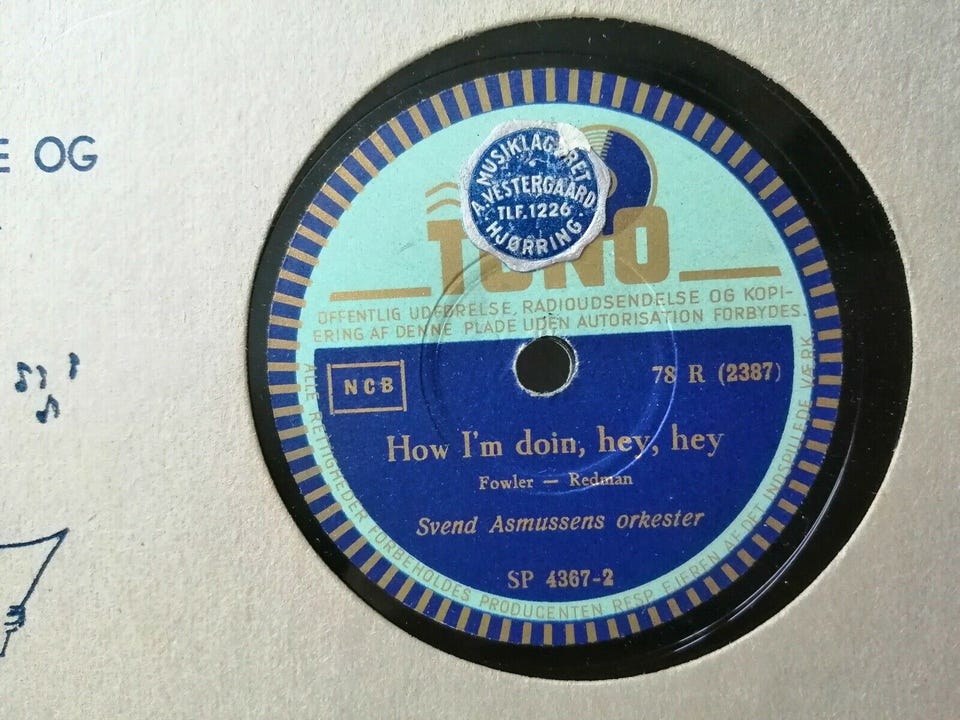 E OG
MUSIKLAGERET
A. VESTERGAARD
TLF. 1226
HJØRRING
TONO
OFFENTLIG UDFØRELSE, RADIOUDSENDELSE OG KOPI-
ERING AF DENNE PLADE UDEN AUTORISATION FORBYDES.
NCB
78 R (2387)
How I'm doin, hey, hey
Fowler — Redman
Svend Asmussens orkester
SP 4367-2
ALLE RETTIGHEDER FORBEHOLDES PRODUCENTEN RESP. EJEREN AF DET INDSPILLEDE VÆRK